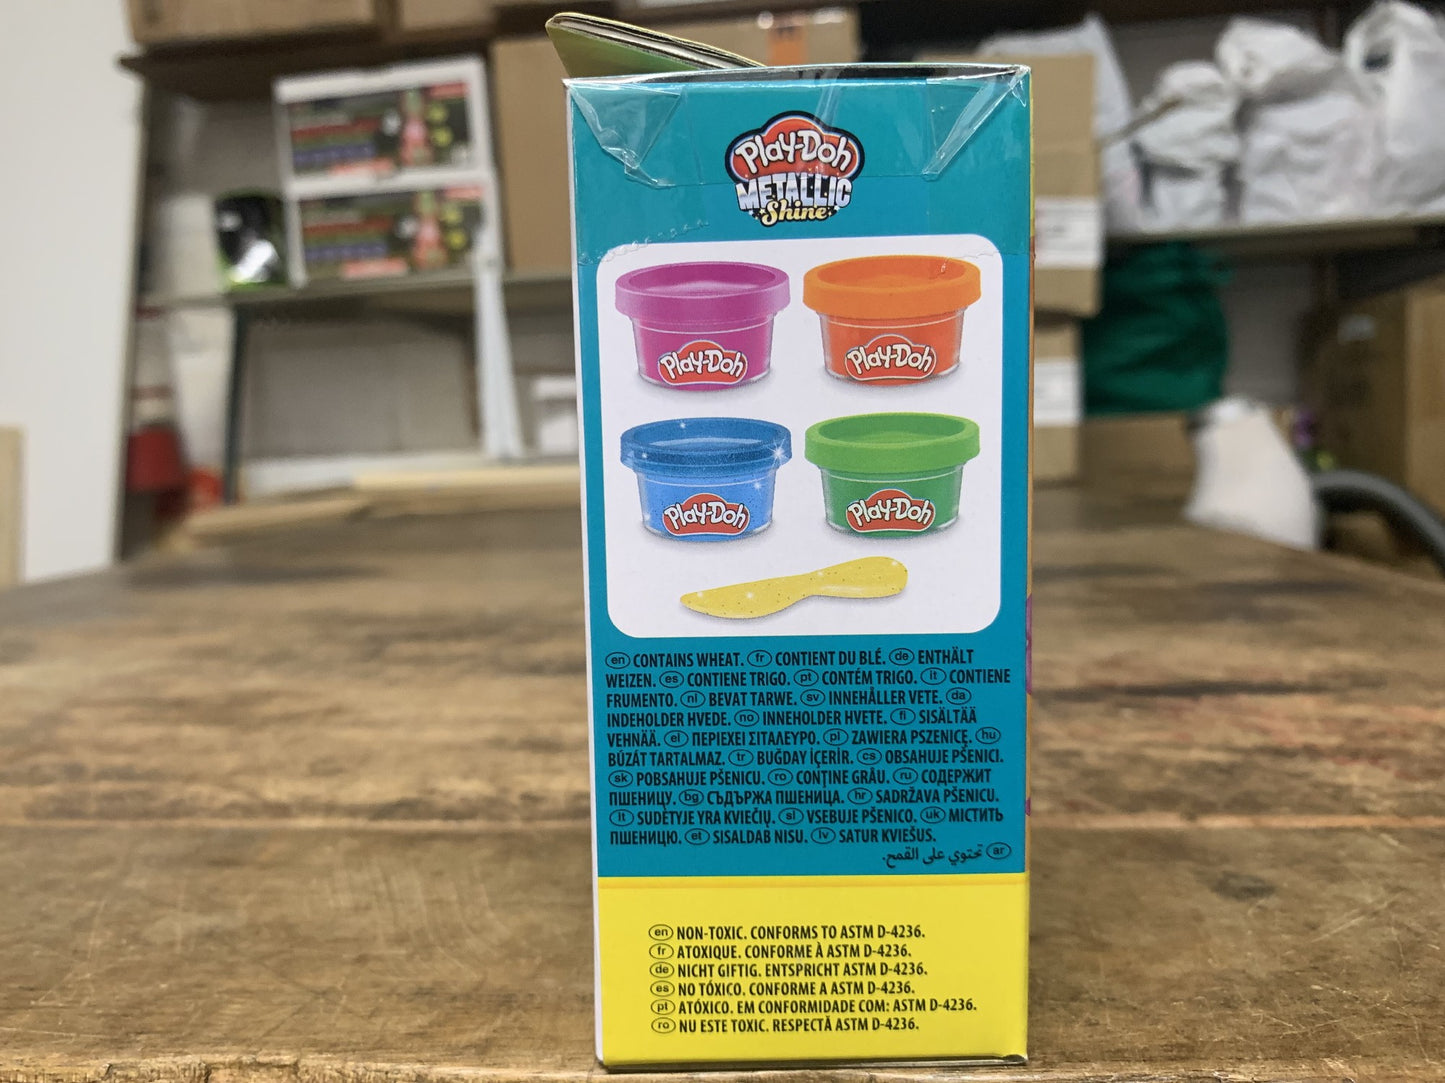 Play-Doh
METALLIC
Shine
Play-Doh
Play-Doh
Play-Doh
Play-Doh
en CONTAINS WHEAT. fr CONTIENT DU BLÉ. de ENTHÄLT
WEIZEN. es CONTIENE TRIGO. pt CONTÉM TRIGO. it CONTIENE
FRUMENTO. nl BEVAT TARWE. sv INNEHÅLLER VETE. da
INDEHOLDER HVEDE. no INNEHOLDER HVETE. fi SISÄLTÄÄ
VEHNÄÄ. el ΠΕΡΙΕΧΕΙ ΣΙΤΑΛΕΥΡΟ. pl ZAWIERA PSZENICĘ. hu
BÚZÁT TARTALMAZ. tr BUĞDAY İÇERİR. cs OBSAHUJE PŠENICI.
sk POBSAHUJE PŠENICU. ro CONȚINE GRÂU. ru СОДЕРЖИТ
ПШЕНИЦУ. bg СЪДЪРЖА ПШЕНИЦА. hr SADRŽAVA PŠENICU.
lt SUDĖTYJE YRA KVIEČIŲ. sl VSEBUJE PŠENICO. uk МІСТИТЬ
ПШЕНИЦЮ. et SISALDAB NISU. lv SATUR KVIEŠUS.
ar تحتوي على القمح.
en NON-TOXIC. CONFORMS TO ASTM D-4236.
fr ATOXIQUE. CONFORME À ASTM D-4236.
de NICHT GIFTIG. ENTSPRICHT ASTM D-4236.
es NO TÓXICO. CONFORME A ASTM D-4236.
pt ATÓXICO. EM CONFORMIDADE COM: ASTM D-4236.
ro NU ESTE TOXIC. RESPECTĂ ASTM D-4236.